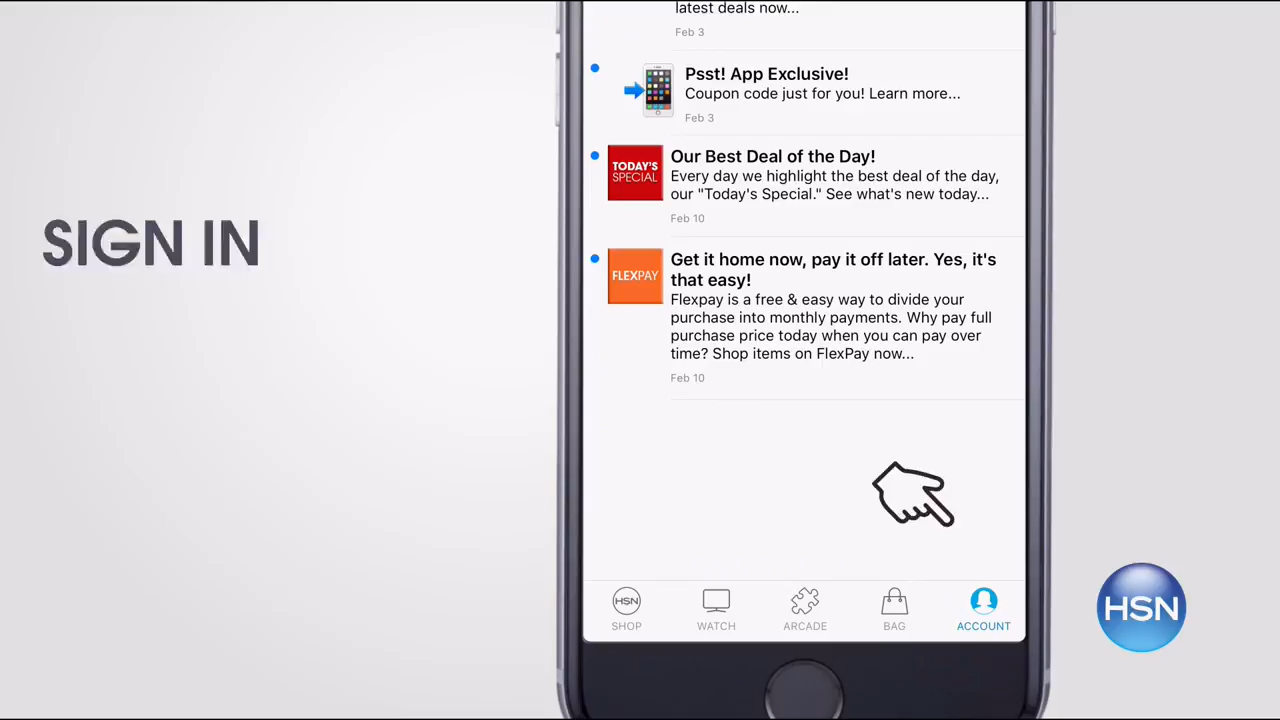 SIGN IN
latest deals now...
Feb 3
Psst! App Exclusive!
Coupon code just for you! Learn more...
Feb 3
TODAY'S
SPECIAL
Our Best Deal of the Day!
Every day we highlight the best deal of the day,
our "Today's Special." See what's new today...
Feb 10
FLEXPAY
Get it home now, pay it off later. Yes, it's
that easy!
Flexpay is a free & easy way to divide your
purchase into monthly payments. Why pay full
purchase price today when you can pay over
time? Shop items on FlexPay now...
Feb 10
HSN
SHOP
WATCH
ARCADE
BAG
ACCOUNT
HSN